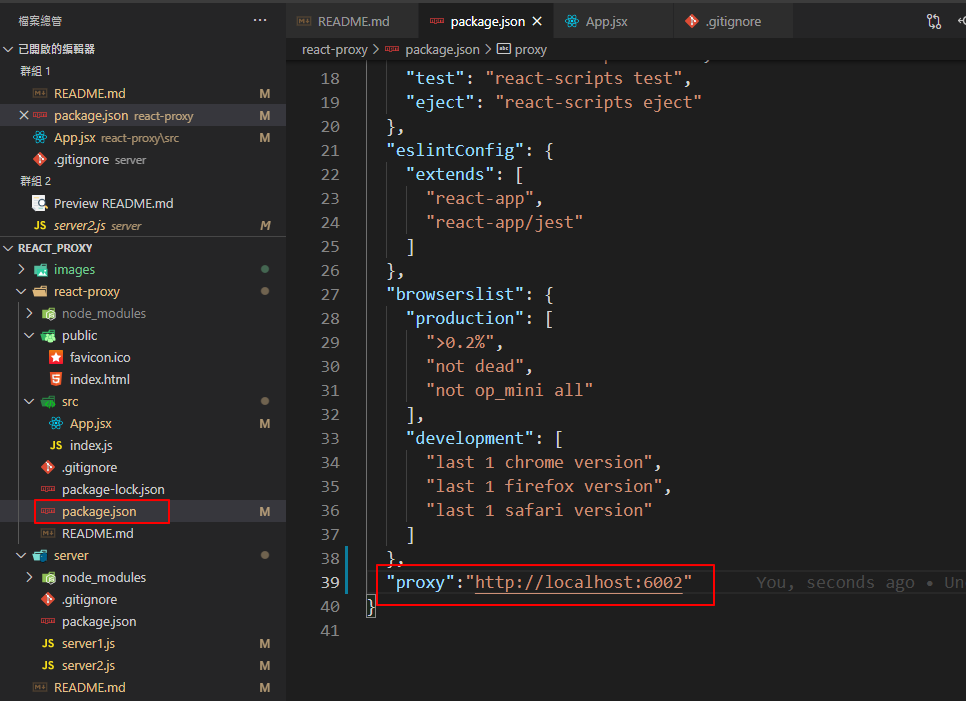 檔案總管 ...
已開啟的編輯器
群組 1
README.md M
package.json react-proxy M
App.jsx react-proxy\src M
.gitignore server
群組 2
Preview README.md
JS server2.js server M
REACT_PROXY
images
react-proxy
node_modules
public
favicon.ico
index.html
src
App.jsx M
JS index.js
.gitignore
package-lock.json
package.json M
README.md
server
node_modules
.gitignore
package.json
JS server1.js M
JS server2.js M
README.md M
README.md package.json App.jsx .gitignore
react-proxy > package.json > abc proxy
18 "test": "react-scripts test",
19 "eject": "react-scripts eject"
20 },
21 "eslintConfig": {
22 "extends": [
23 "react-app",
24 "react-app/jest"
25 ]
26 },
27 "browserslist": {
28 "production": [
29 ">0.2%",
30 "not dead",
31 "not op_mini all"
32 ],
33 "development": [
34 "last 1 chrome version",
35 "last 1 firefox version",
36 "last 1 safari version"
37 ]
38 },
39 "proxy":"http://localhost:6002" You, seconds ago • Un
40 }
41